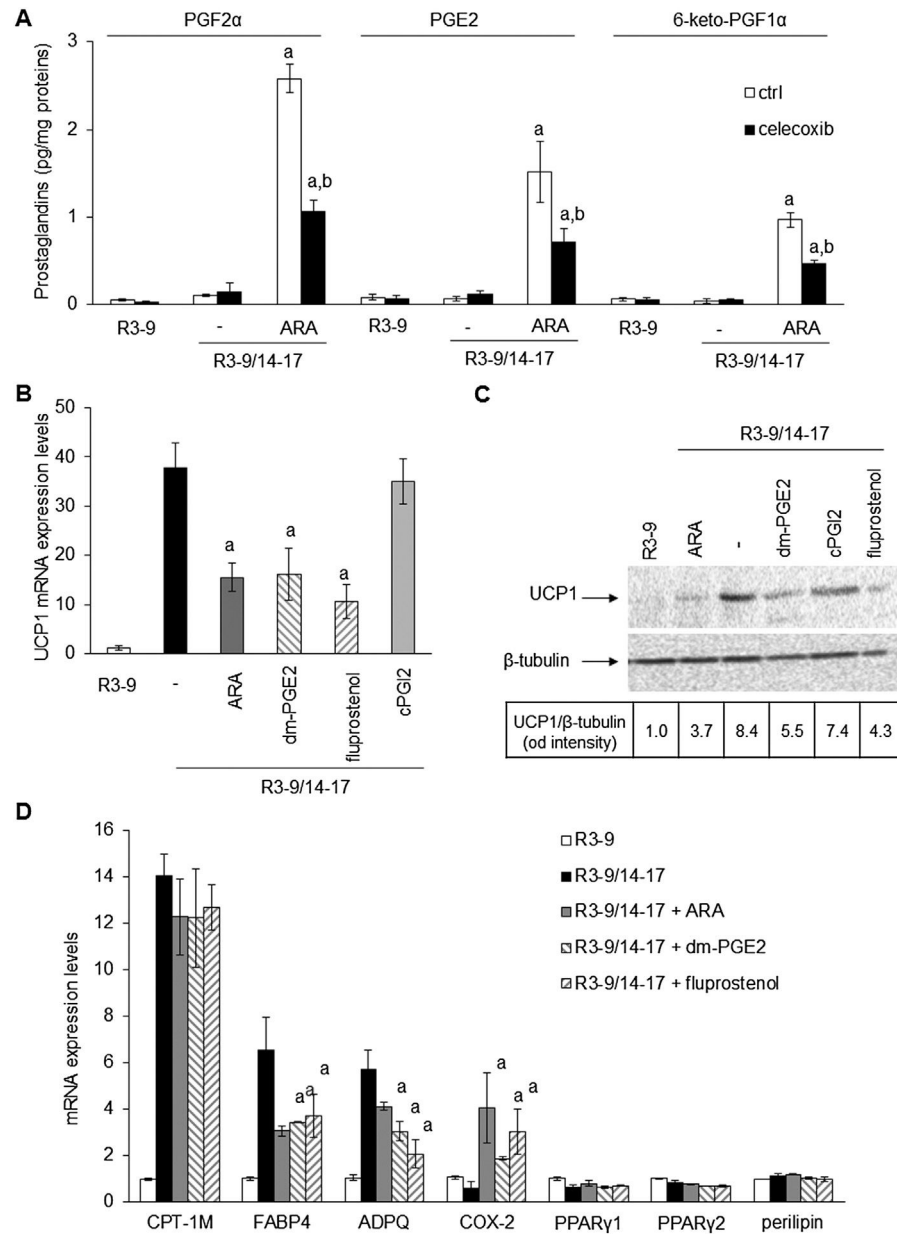 A
PGF2α PGE2 6-keto-PGF1α
Prostaglandins (pg/mg proteins)
3
2
1
0
ctrl
celecoxib
a
a,b
a
a,b
a
a,b
R3-9 - ARA R3-9 - ARA R3-9 - ARA
R3-9/14-17 R3-9/14-17 R3-9/14-17
B
UCP1 mRNA expression levels
50
40
30
20
10
0
a
a
a
R3-9 - ARA dm-PGE2 fluprostenol cPGI2
R3-9/14-17
C
R3-9/14-17
R3-9 ARA - dm-PGE2 cPGI2 fluprostenol
UCP1
β-tubulin
UCP1/β-tubulin
(od intensity)
1.0 3.7 8.4 5.5 7.4 4.3
D
mRNA expression levels
16
14
12
10
8
6
4
2
0
R3-9
R3-9/14-17
R3-9/14-17 + ARA
R3-9/14-17 + dm-PGE2
R3-9/14-17 + fluprostenol
a a a
a a a
a a a
CPT-1M FABP4 ADPQ COX-2 PPARγ1 PPARγ2 perilipin